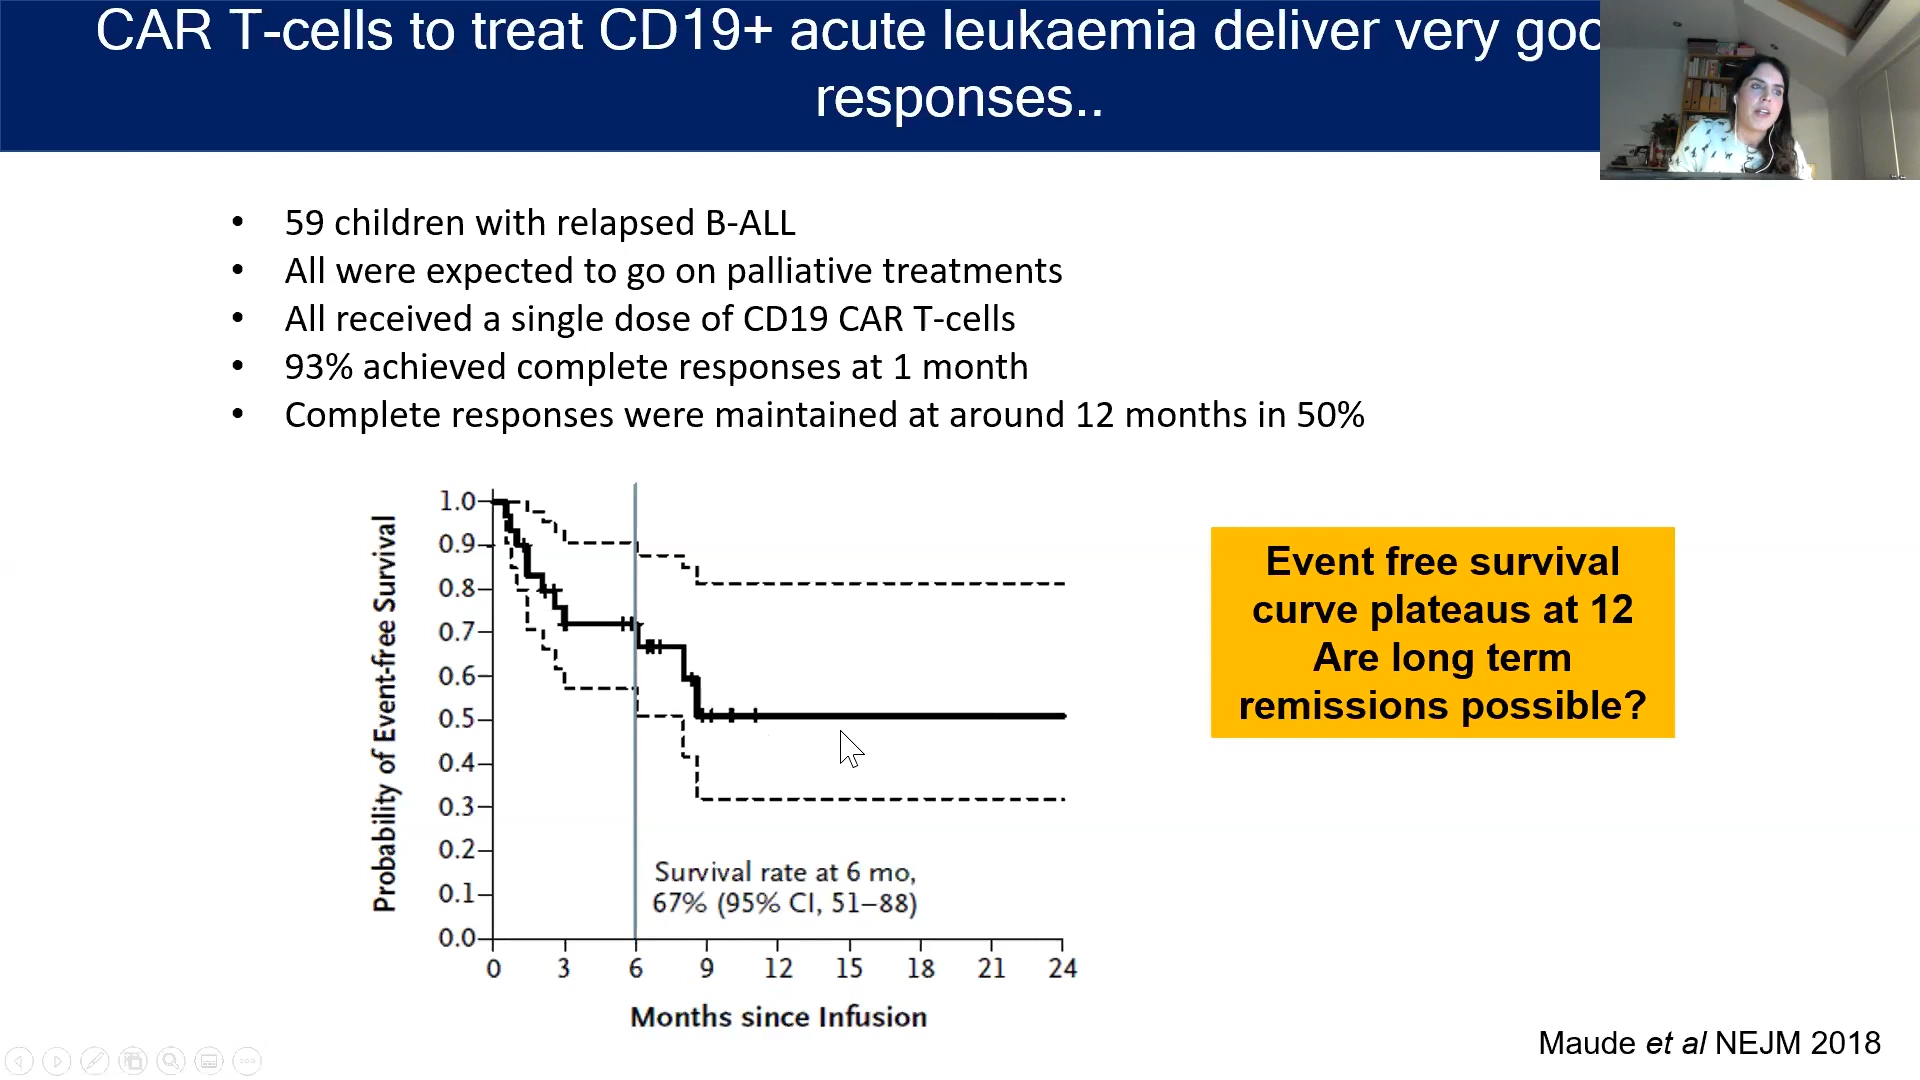 CAR T-cells to treat CD19+ acute leukaemia deliver very goo
responses..
• 59 children with relapsed B-ALL
• All were expected to go on palliative treatments
• All received a single dose of CD19 CAR T-cells
• 93% achieved complete responses at 1 month
• Complete responses were maintained at around 12 months in 50%
Probability of Event-free Survival
1.0
0.9
0.8
0.7
0.6
0.5
0.4
0.3
0.2
0.1
0.0
Survival rate at 6 mo,
67% (95% CI, 51–88)
0 3 6 9 12 15 18 21 24
Months since Infusion
Event free survival
curve plateaus at 12
Are long term
remissions possible?
Maude et al NEJM 2018